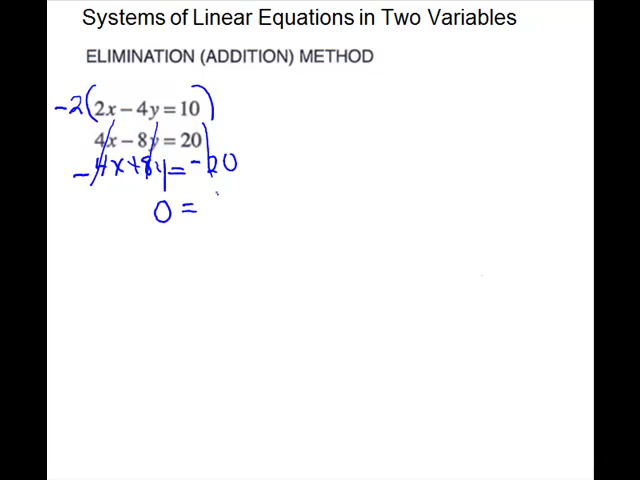 Systems of Linear Equations in Two Variables
ELIMINATION (ADDITION) METHOD
-2(2x − 4y = 10)
4x − 8y = 20
-4x+8y=-20
0 =